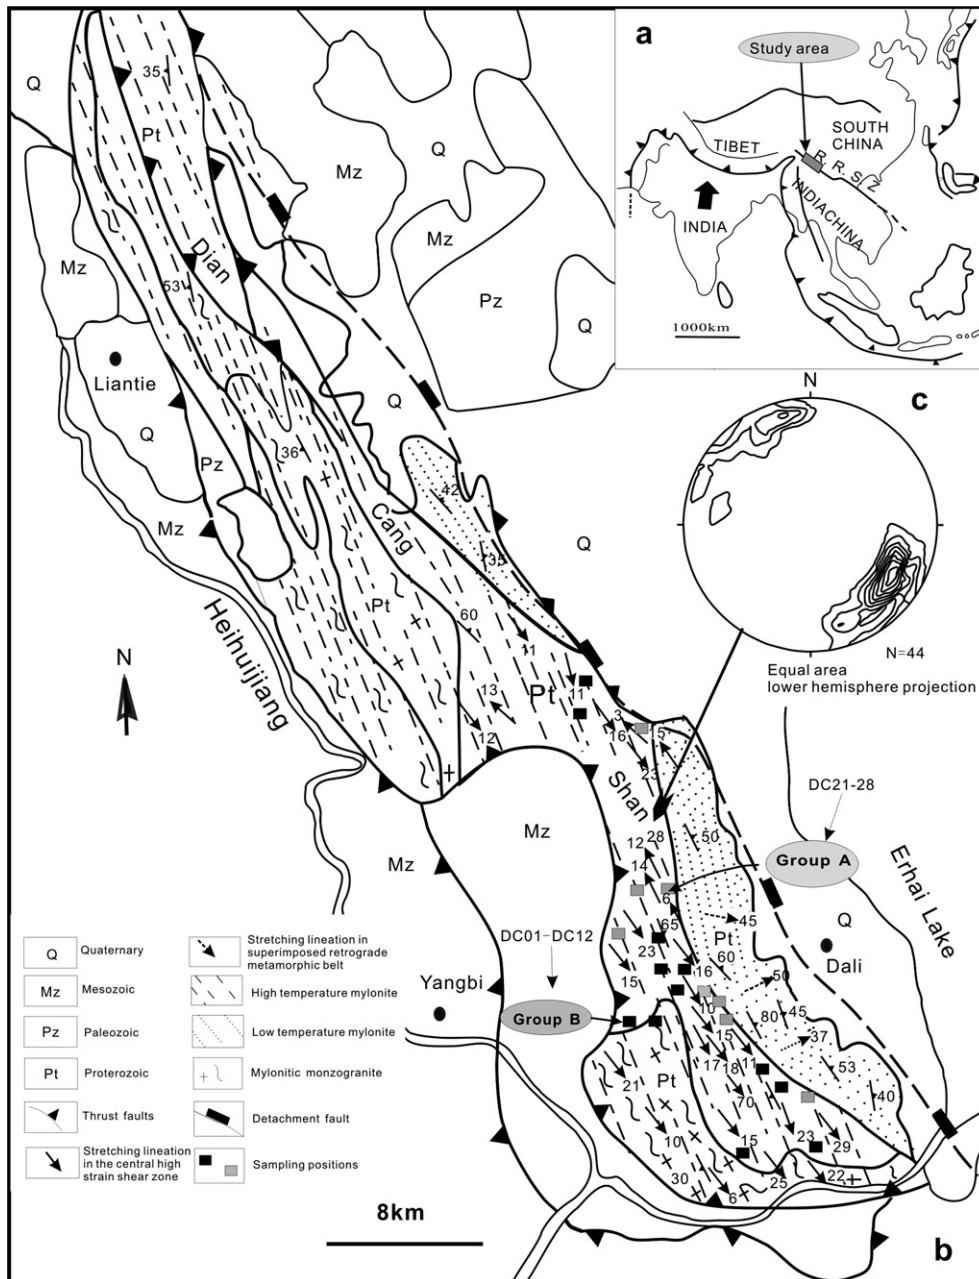 a
Study area
TIBET
SOUTH
CHINA
R. R. S. Z.
INDIA
INDIACHINA
1000km
c
N
N=44
Equal area
lower hemisphere projection
Q
35
Pt
Mz
Q
Mz
Mz
Pz
Q
Dian
53
Mz
Liantie
Q
Q
Pz
36
Mz
Cang
42
35
Q
Pt
60
11
Heihuijiang
N
13
Pt
11
12
3
16
15
23
Shan
Mz
Mz
DC21-28
50
12
28
14
Group A
6
Erhai Lake
65
Q
DC01-DC12
23
45
Pt
60
Dali
Yangbi
15
16
50
Group B
10
80
45
15
37
Pt
17
18
11
53
21
70
40
10
15
23
29
30
25
22
6
Q
Quaternary
Mz
Mesozoic
Pz
Paleozoic
Pt
Proterozoic
Thrust faults
Stretching lineation
in the central high
strain shear zone
Stretching lineation in
superimposed retrograde
metamorphic belt
High temperature mylonite
Low temperature mylonite
Mylonitic monzogranite
Detachment fault
Sampling positions
8km
b